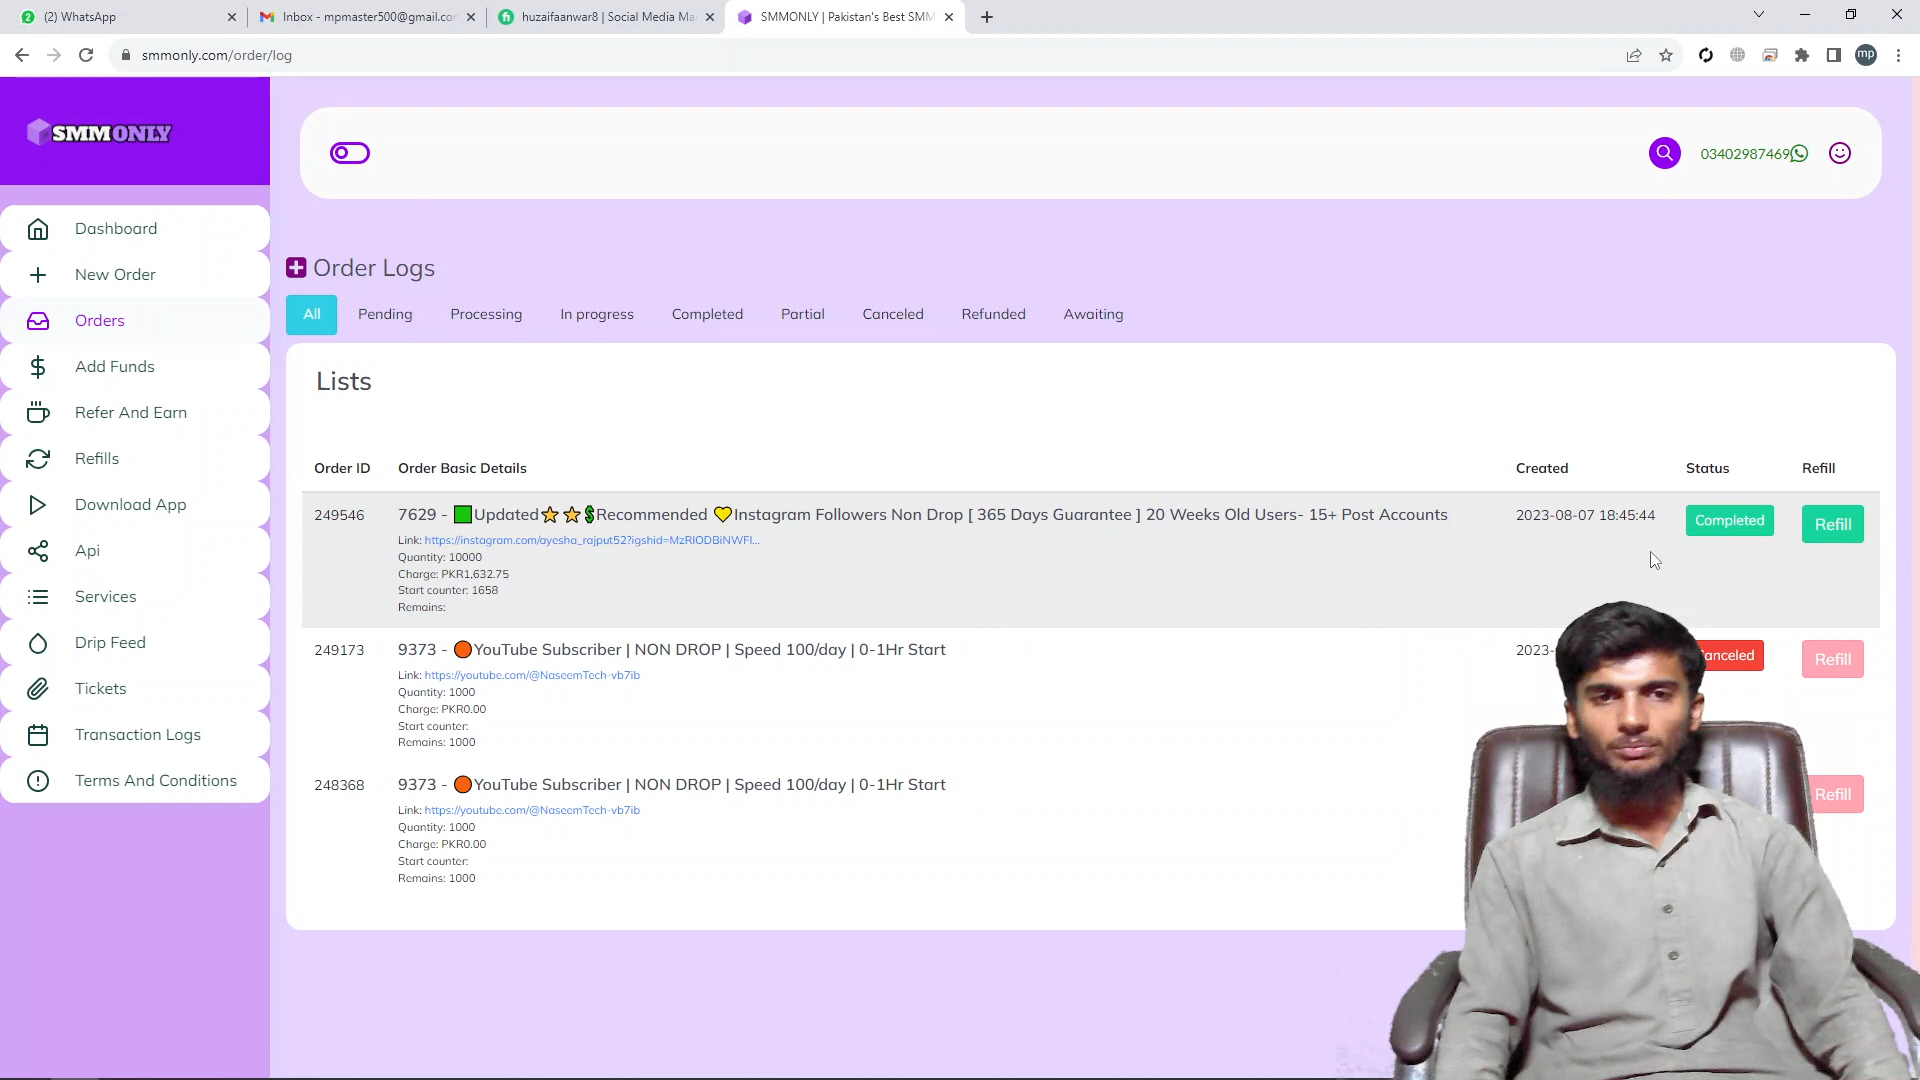 (2) WhatsApp
Inbox - mpmaster500@gmail.co
huzaifaanwar8 | Social Media Ma
SMMONLY | Pakistan's Best SMM
smmonly.com/order/log
mp
SMMONLY
03402987469
Dashboard
New Order
Orders
Add Funds
Refer And Earn
Refills
Download App
Api
Services
Drip Feed
Tickets
Transaction Logs
Terms And Conditions
Order Logs
All Pending Processing In progress Completed Partial Canceled Refunded Awaiting
Lists
Order ID Order Basic Details Created Status Refill
249546 7629 - Updated Recommended Instagram Followers Non Drop [ 365 Days Guarantee ] 20 Weeks Old Users- 15+ Post Accounts 2023-08-07 18:45:44 Completed Refill
Link: https://instagram.com/ayesha_rajput52?igshid=MzRlODBiNWFl...
Quantity: 10000
Charge: PKR1,632.75
Start counter: 1658
Remains:
249173 9373 - YouTube Subscriber | NON DROP | Speed 100/day | 0-1Hr Start 2023- anceled Refill
Link: https://youtube.com/@NaseemTech-vb7ib
Quantity: 1000
Charge: PKR0.00
Start counter:
Remains: 1000
248368 9373 - YouTube Subscriber | NON DROP | Speed 100/day | 0-1Hr Start Refill
Link: https://youtube.com/@NaseemTech-vb7ib
Quantity: 1000
Charge: PKR0.00
Start counter:
Remains: 1000